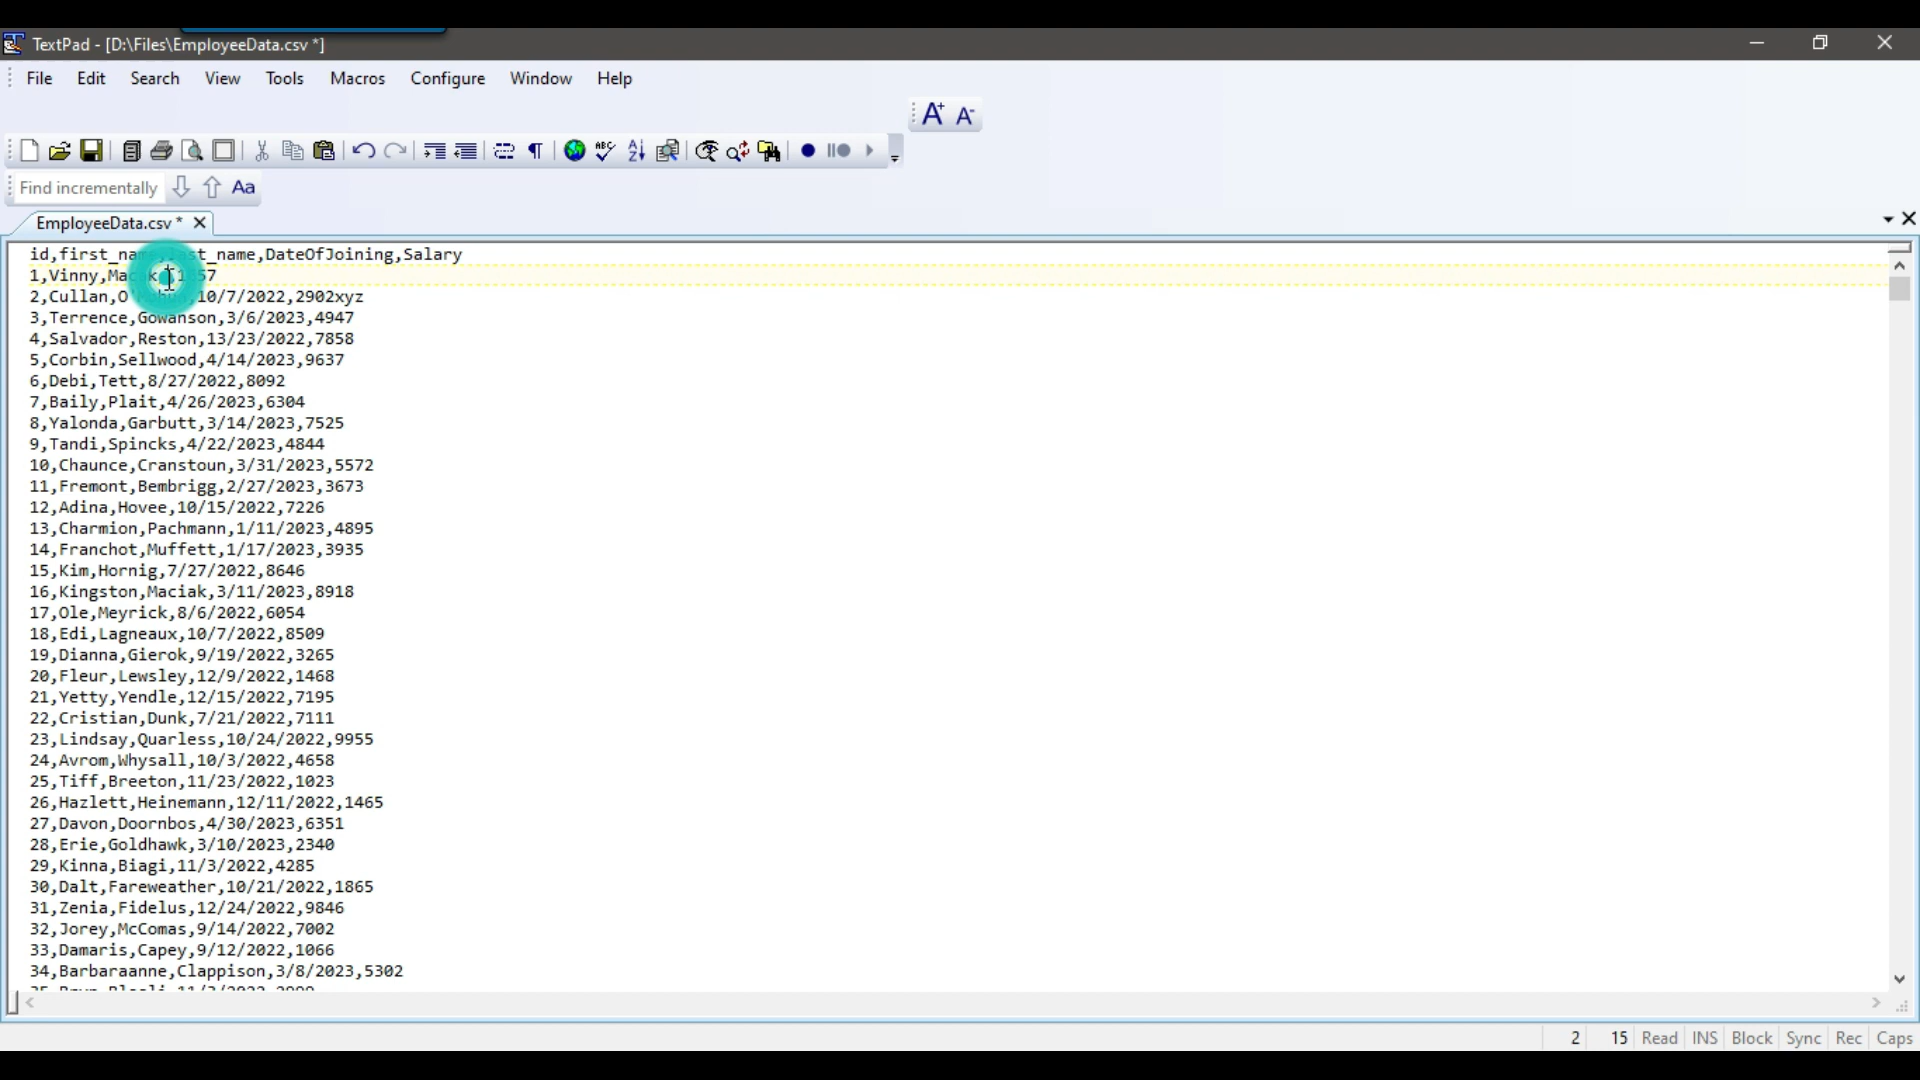 TextPad - [D:\Files\EmployeeData.csv *]
File Edit Search View Tools Macros Configure Window Help
A+ A-
Find incrementally Aa
EmployeeData.csv *
id,first_name,last_name,DateOfJoining,Salary
1,Vinny,Macak
2,Cullan,O 10/7/2022,2902xyz
3,Terrence,Gowanson,3/6/2023,4947
4,Salvador,Reston,13/23/2022,7858
5,Corbin,Sellwood,4/14/2023,9637
6,Debi,Tett,8/27/2022,8092
7,Baily,Plait,4/26/2023,6304
8,Yalonda,Garbutt,3/14/2023,7525
9,Tandi,Spincks,4/22/2023,4844
10,Chaunce,Cranstoun,3/31/2023,5572
11,Fremont,Bembrigg,2/27/2023,3673
12,Adina,Hovee,10/15/2022,7226
13,Charmion,Pachmann,1/11/2023,4895
14,Franchot,Muffett,1/17/2023,3935
15,Kim,Hornig,7/27/2022,8646
16,Kingston,Maciak,3/11/2023,8918
17,Ole,Meyrick,8/6/2022,6054
18,Edi,Lagneaux,10/7/2022,8509
19,Dianna,Gierok,9/19/2022,3265
20,Fleur,Lewsley,12/9/2022,1468
21,Yetty,Yendle,12/15/2022,7195
22,Cristian,Dunk,7/21/2022,7111
23,Lindsay,Quarless,10/24/2022,9955
24,Avrom,Whysall,10/3/2022,4658
25,Tiff,Breeton,11/23/2022,1023
26,Hazlett,Heinemann,12/11/2022,1465
27,Davon,Doornbos,4/30/2023,6351
28,Erie,Goldhawk,3/10/2023,2340
29,Kinna,Biagi,11/3/2022,4285
30,Dalt,Fareweather,10/21/2022,1865
31,Zenia,Fidelus,12/24/2022,9846
32,Jorey,McComas,9/14/2022,7002
33,Damaris,Capey,9/12/2022,1066
34,Barbaraanne,Clappison,3/8/2023,5302
2 15 Read INS Block Sync Rec Caps